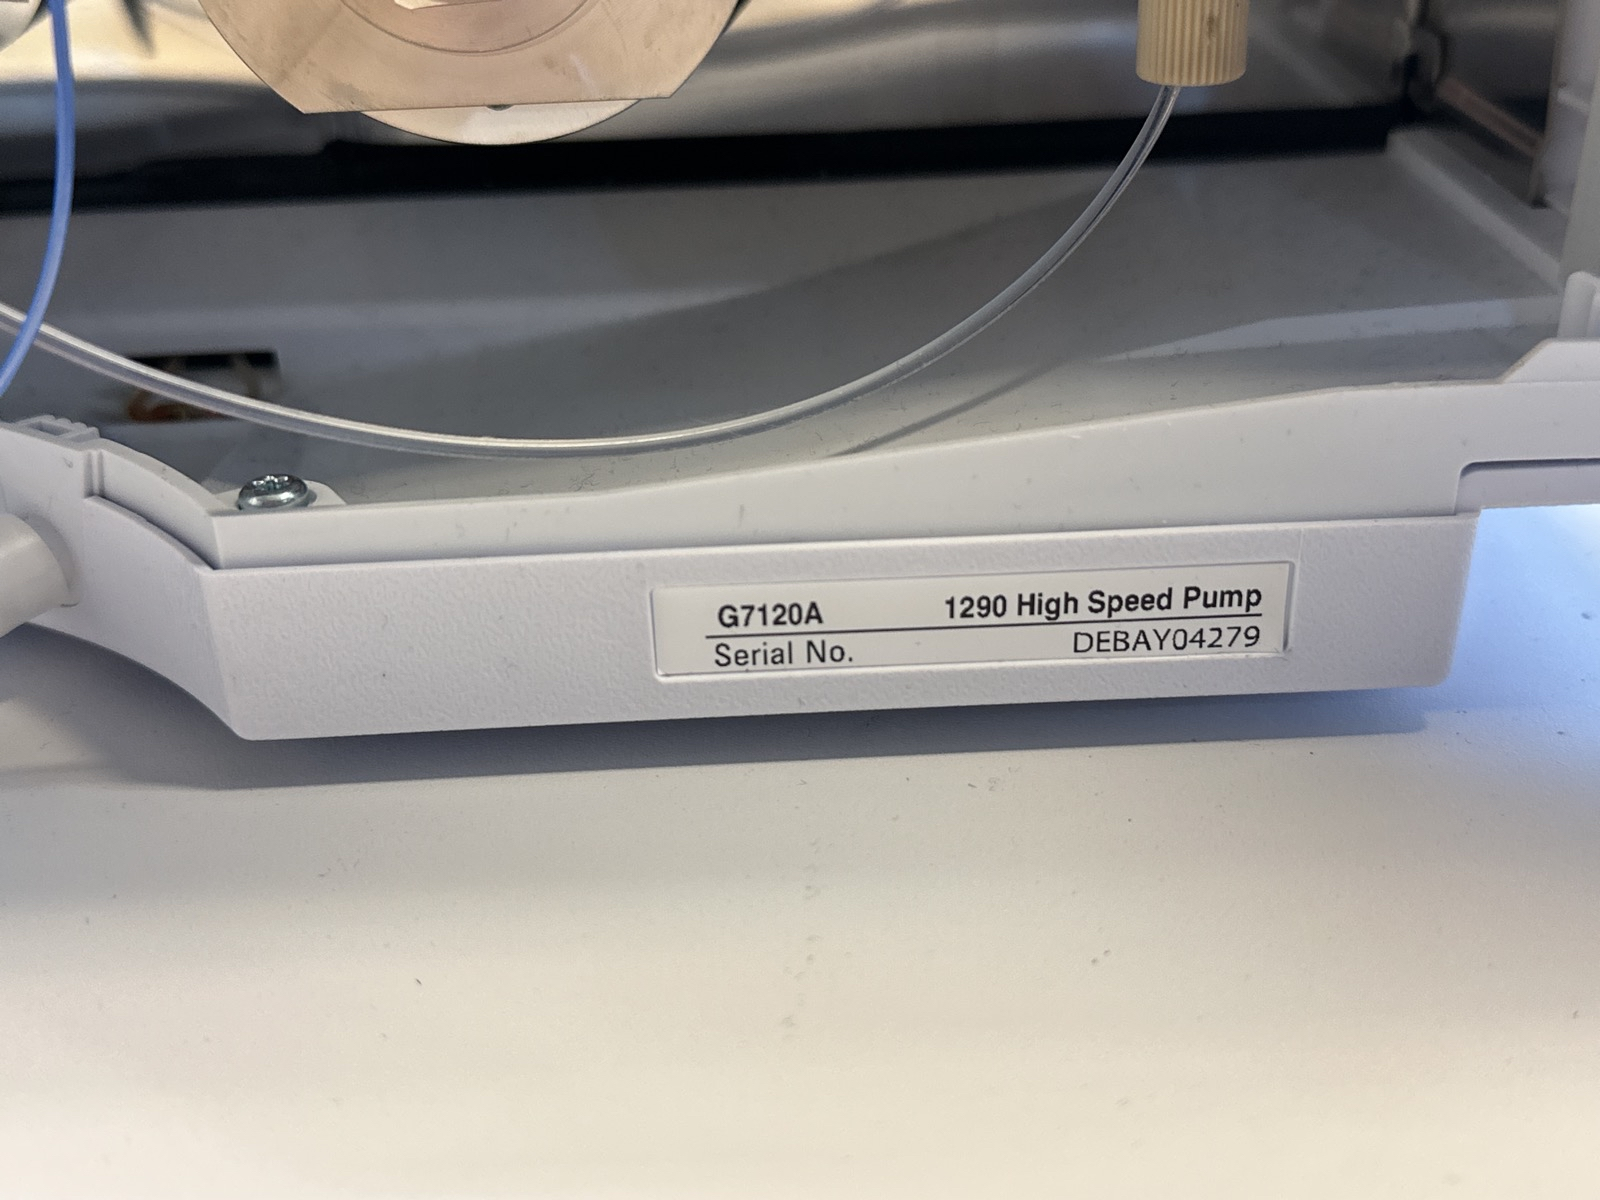 G7120A 1290 High Speed Pump
Serial No. DEBAY04279